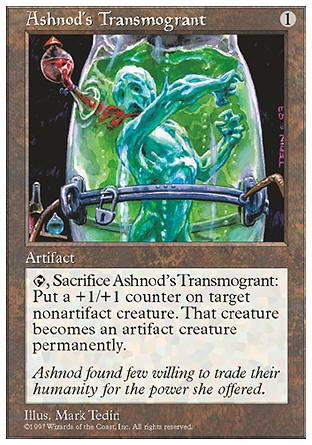 Ashnod's Transmogrant 1
TEDIN © 93
Artifact
, Sacrifice Ashnod's Transmogrant:
Put a +1/+1 counter on target
nonartifact creature. That creature
becomes an artifact creature
permanently.
Ashnod found few willing to trade their
humanity for the power she offered.
Illus. Mark Tedin
©1997 Wizards of the Coast, Inc. All rights reserved.